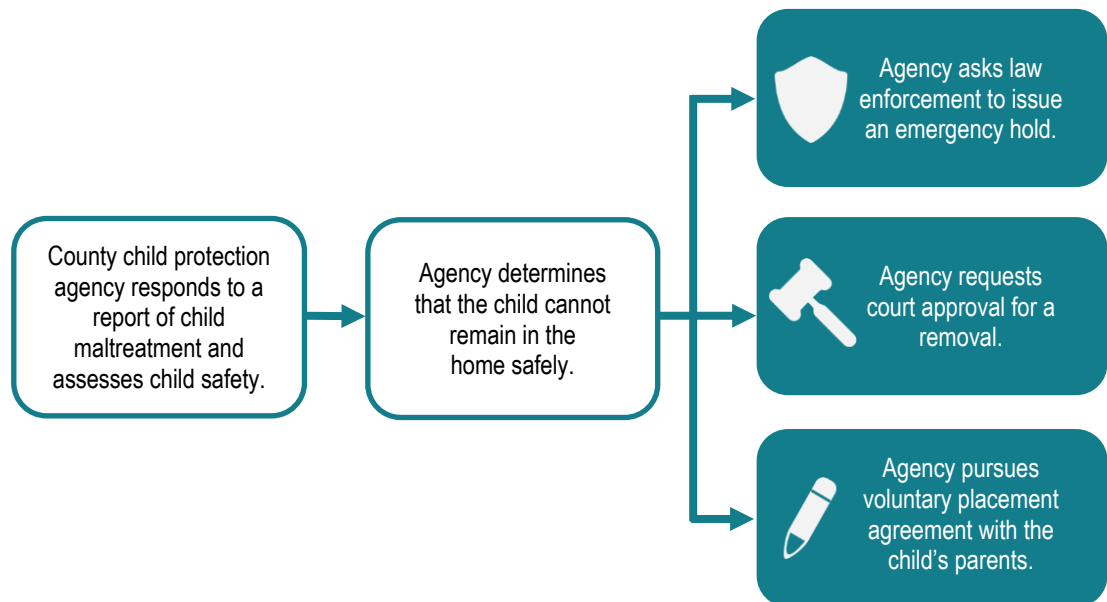 County child protection
agency responds to a
report of child
maltreatment and
assesses child safety.
Agency determines
that the child cannot
remain in the
home safely.
Agency asks law
enforcement to issue
an emergency hold.
Agency requests
court approval for a
removal.
Agency pursues
voluntary placement
agreement with the
child’s parents.